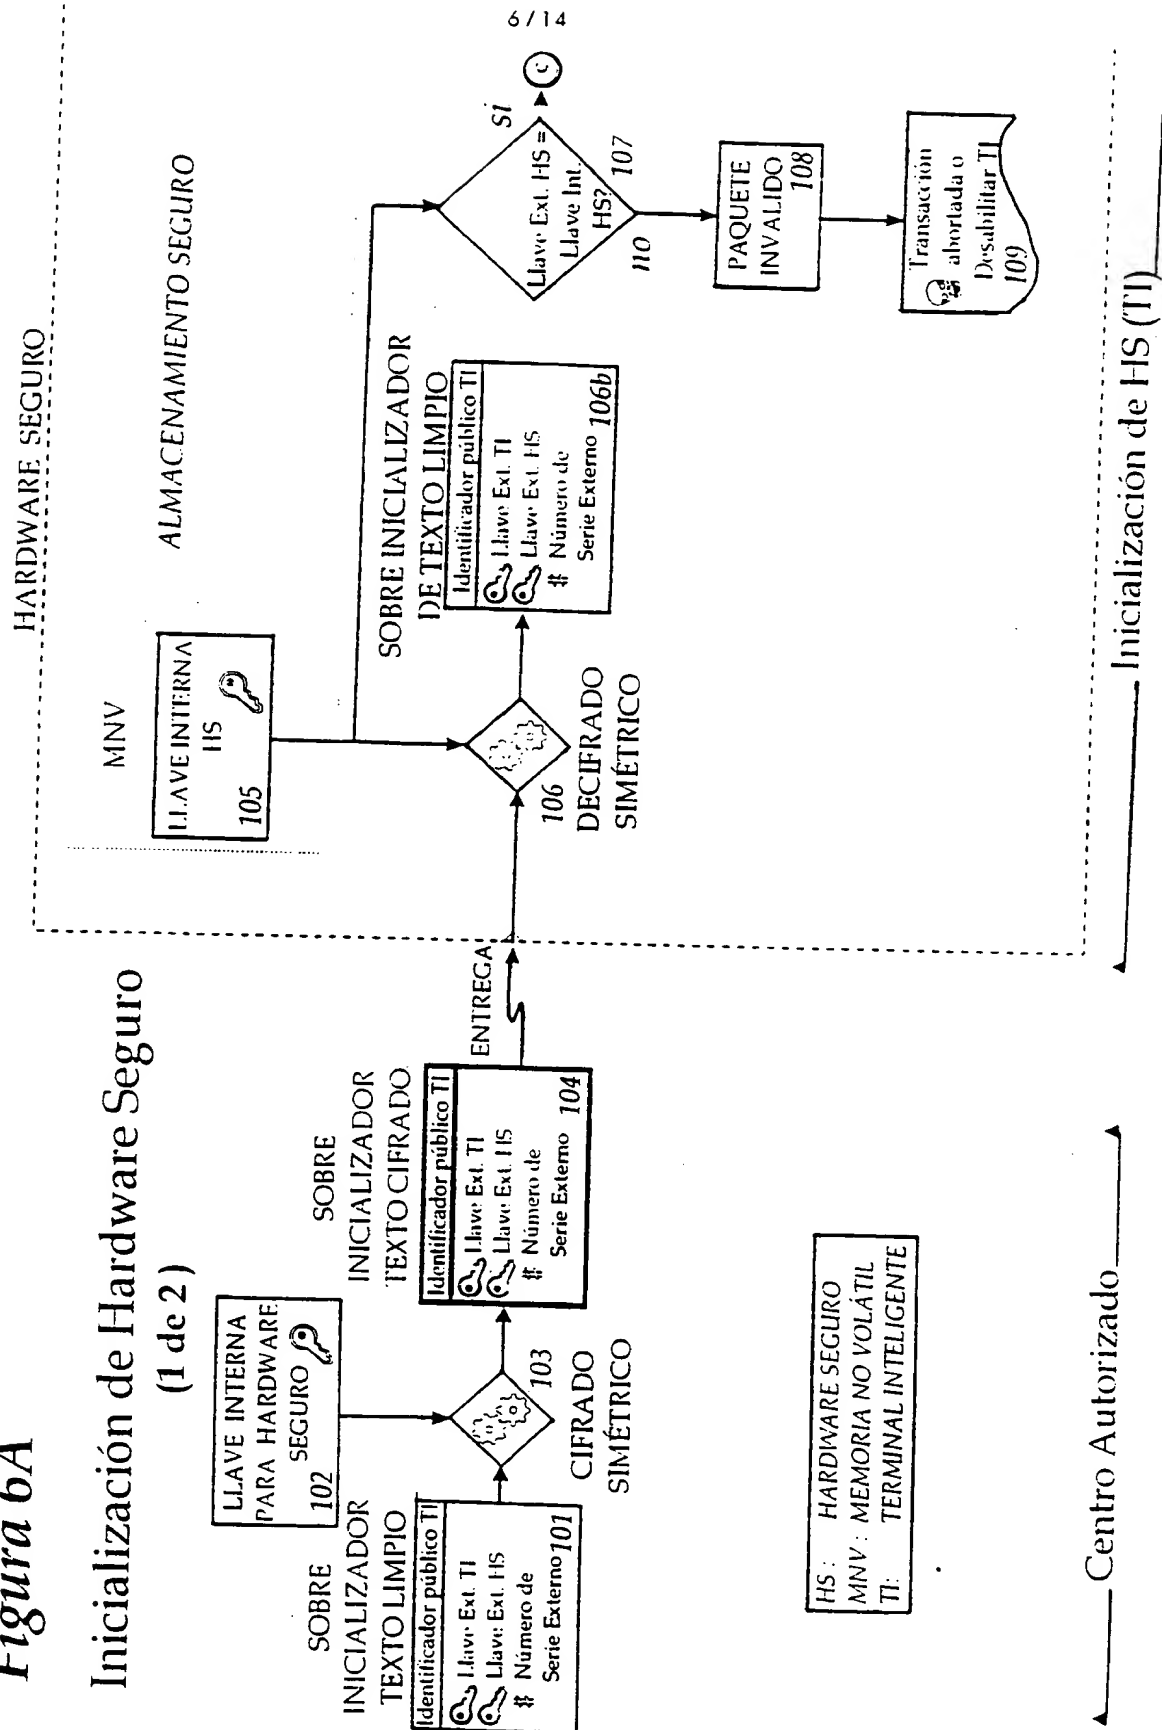 6/14
Figura 6A
Inicialización de Hardware Seguro
(1 de 2)
SOBRE
INICIALIZADOR
TEXTO LIMPIO
Identificador público TI
Llave Ext. TI
Llave Ext. HS
# Número de
Serie Externo 101
LLAVE INTERNA
PARA HARDWARE
SEGURO
102
103
CIFRADO
SIMÉTRICO
SOBRE
INICIALIZADOR
TEXTO CIFRADO
Identificador público TI
Llave Ext. TI
Llave Ext. HS
# Número de
Serie Externo 104
ENTREGA
HARDWARE SEGURO
MNV
ALMACENAMIENTO SEGURO
LLAVE INTERNA
HS
105
106
DECIFRADO
SIMÉTRICO
SOBRE INICIALIZADOR
DE TEXTO LIMPIO
Identificador público TI
Llave Ext. TI
Llave Ext. HS
# Número de
Serie Externo 106b
Llave Ext. HS =
Llave Int.
HS?
107
si
C
no
PAQUETE
INVALIDO
108
Transacción
abortada o
Desabilitar TI
109
HS: HARDWARE SEGURO
MNV: MEMORIA NO VOLÁTIL
TI: TERMINAL INTELIGENTE
Centro Autorizado
Inicialización de HS (TI)